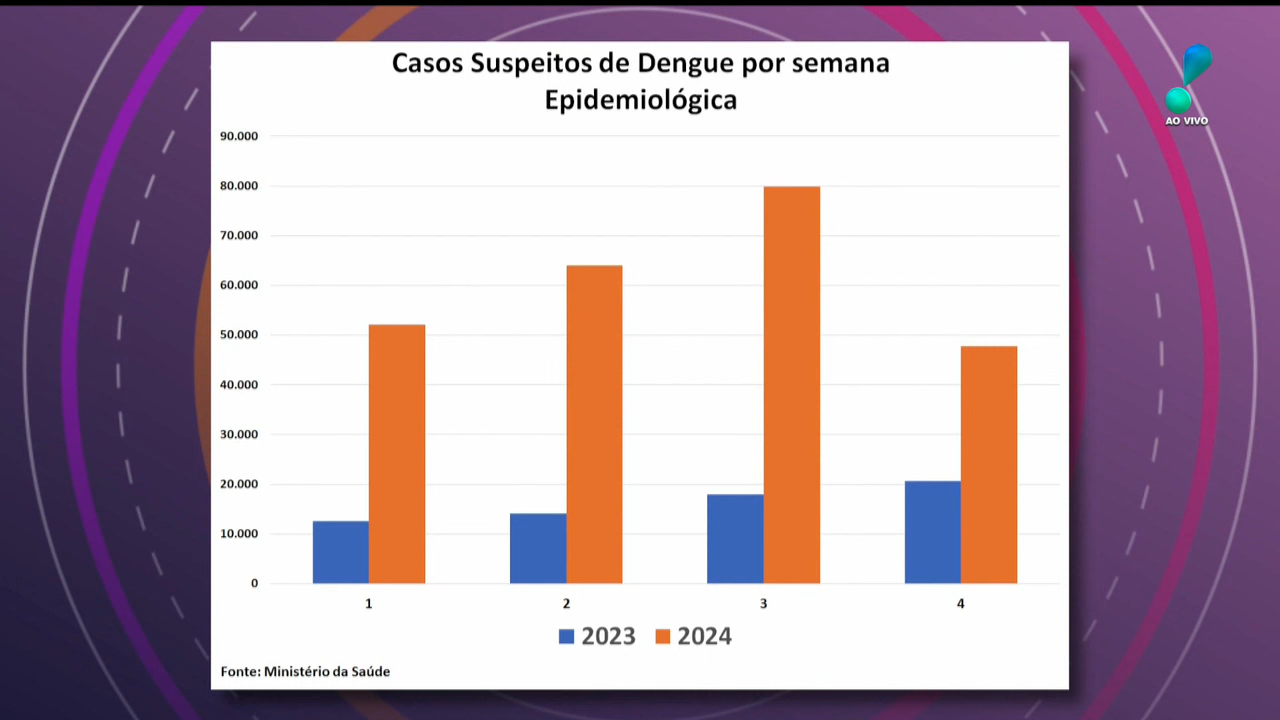 Casos Suspeitos de Dengue por semana
Epidemiológica
AO VIVO
90.000
80.000
70.000
60.000
50.000
40.000
30.000
20.000
10.000
0
1 2 3 4
2023 2024
Fonte: Ministério da Saúde